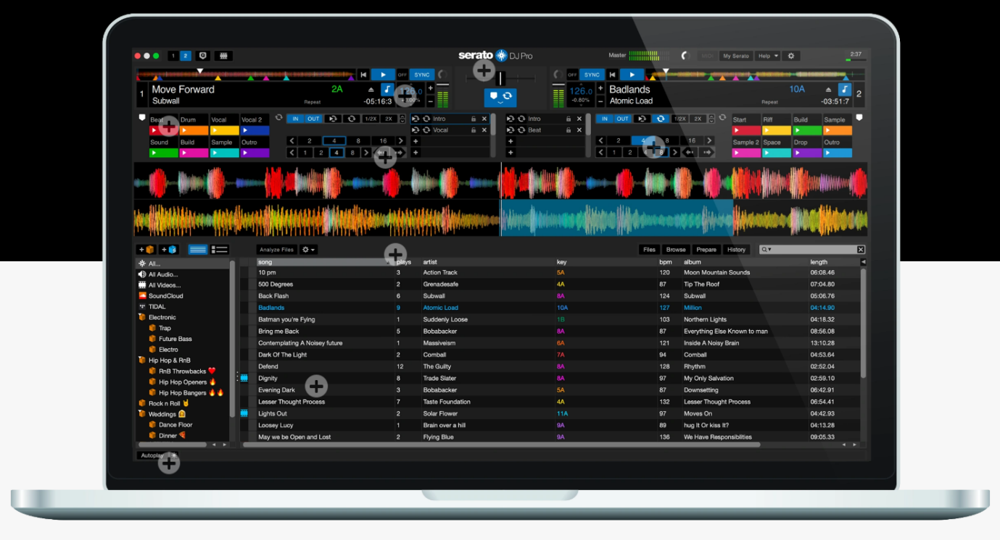 1 2 serato DJ Pro Master MIDI My Serato Help 2:37
OFF SYNC OFF SYNC
1 Move Forward 2A 126.0 126.0 Badlands 10A 2
Subwall Repeat -05:16:3 -0.80% Atomic Load Repeat -03:51:7
Beat Drum Vocal Vocal 2 IN OUT 1/2X 2X Intro Intro IN OUT 1/2X 2X Start Riff Build Sample
Vocal Beat
Sound Build Sample Outro 2 4 8 16 2 4 8 16 Sample 2 Space Drop Outro
1 2 4 8 1 2 4 8
Analyze Files Files Browse Prepare History
All... song plays artist key bpm album length
All Audio... 10 pm 3 Action Track 5A 120 Moon Mountain Sounds 06:08.46
All Videos... 500 Degrees 2 Grenadesafe 4A 87 Tip The Roof 07:04.80
SoundCloud Back Flash 6 Subwall 8A 124 Subwall 05:06.76
TIDAL Badlands 9 Atomic Load 10A 127 Million 04:14.90
Electronic Batman you're Fying 1 Suddenly Loose 1B 103 Northern Lights 04:18.32
Trap Bring me Back 5 Bobabacker 8A 87 Everything Else Known to man 08:56.08
Future Bass Contemplating A Noisey future 1 Massiveism 6A 121 Inside A Noisy Brain 13:10.28
Electro Dark Of The Light 2 Comball 7A 94 Comball 04:53.64
Hip Hop & RnB Defend 12 The Guilty 8A 128 Rhythm 02:52.04
RnB Throwbacks ❤️ Dignity 8 Trade Slater 8A 97 My Only Salvation 02:59.10
Hip Hop Openers 🔥 Evening Dark 3 Bobabacker 5A 87 Downsetting 06:42.91
Hip Hop Bangers 🔥🔥 Lesser Thought Process 7 Taste Foundation 4A 132 Lesser Thought Process 06:54.41
Rock n Roll 🤘 Lights Out 2 Solar Flower 11A 97 Moves On 04:42.93
Weddings 👰 Loosey Lucy 1 Brain over a hill 9A 89 hug It Or kiss It? 04:13.28
Dance Floor May we be Open and Lost 2 Flying Blue 9A 136 We Have Responsiblities 09:05.33
Dinner 🍕
Autoplay